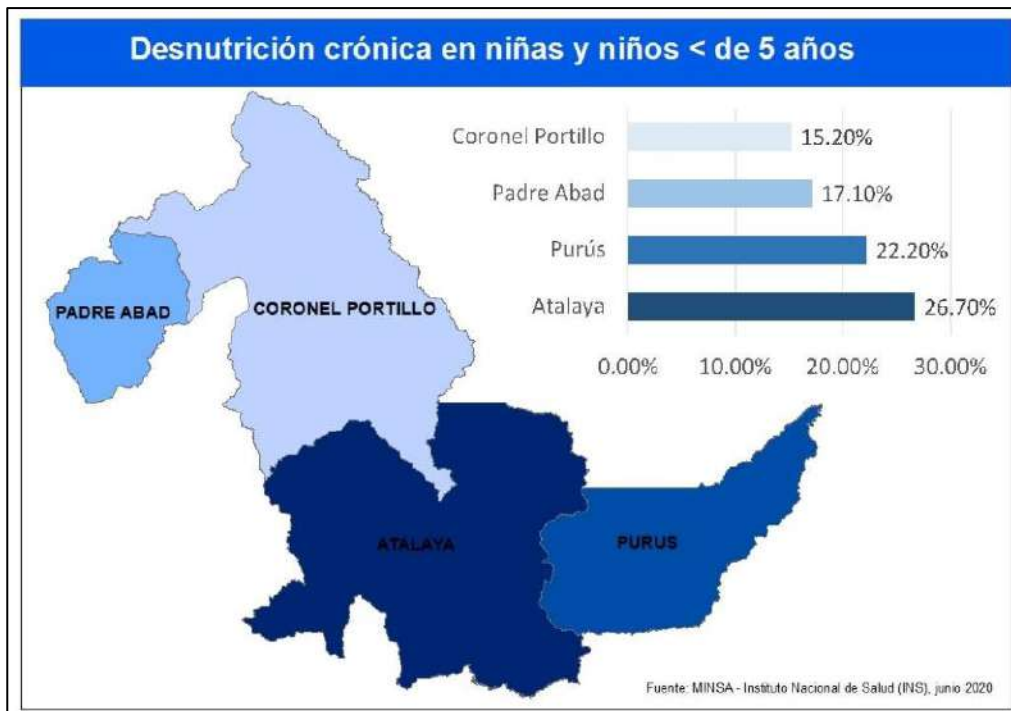 Desnutrición crónica en niñas y niños < de 5 años
Coronel Portillo
15.20%
Padre Abad
17.10%
Purús
22.20%
Atalaya
26.70%
0.00%
10.00%
20.00%
30.00%
PADRE ABAD
CORONEL PORTILLO
ATALAYA
PURUS
Fuente: MINSA - Instituto Nacional de Salud (INS), junio 2020